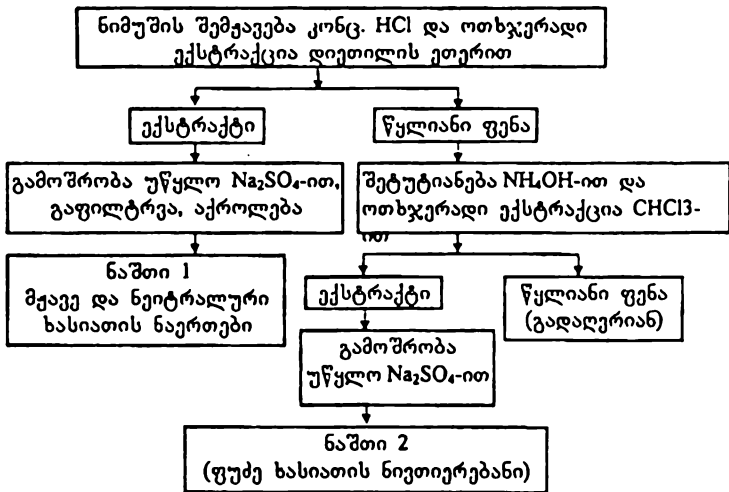 ნიმუშის შემჟავება კონც. HCl და ოთხჯერადი
ექსტრაქცია დიეთილის ეთერით
ექსტრაქტი
წყლიანი ფენა
გამოშრობა უწყლო Na₂SO₄-ით,
გაფილტრვა, აქროლება
შეტუტიანება NH₄OH-ით და
ოთხჯერადი ექსტრაქცია CHCl3-
ით
ნაშთი 1
მჟავე და ნეიტრალური
ხასიათის ნაერთები
ექსტრაქტი
წყლიანი ფენა
(გადაღერიან)
გამოშრობა
უწყლო Na₂SO₄-ით
ნაშთი 2
(ფუძე ხასიათის ნივთიერებანი)